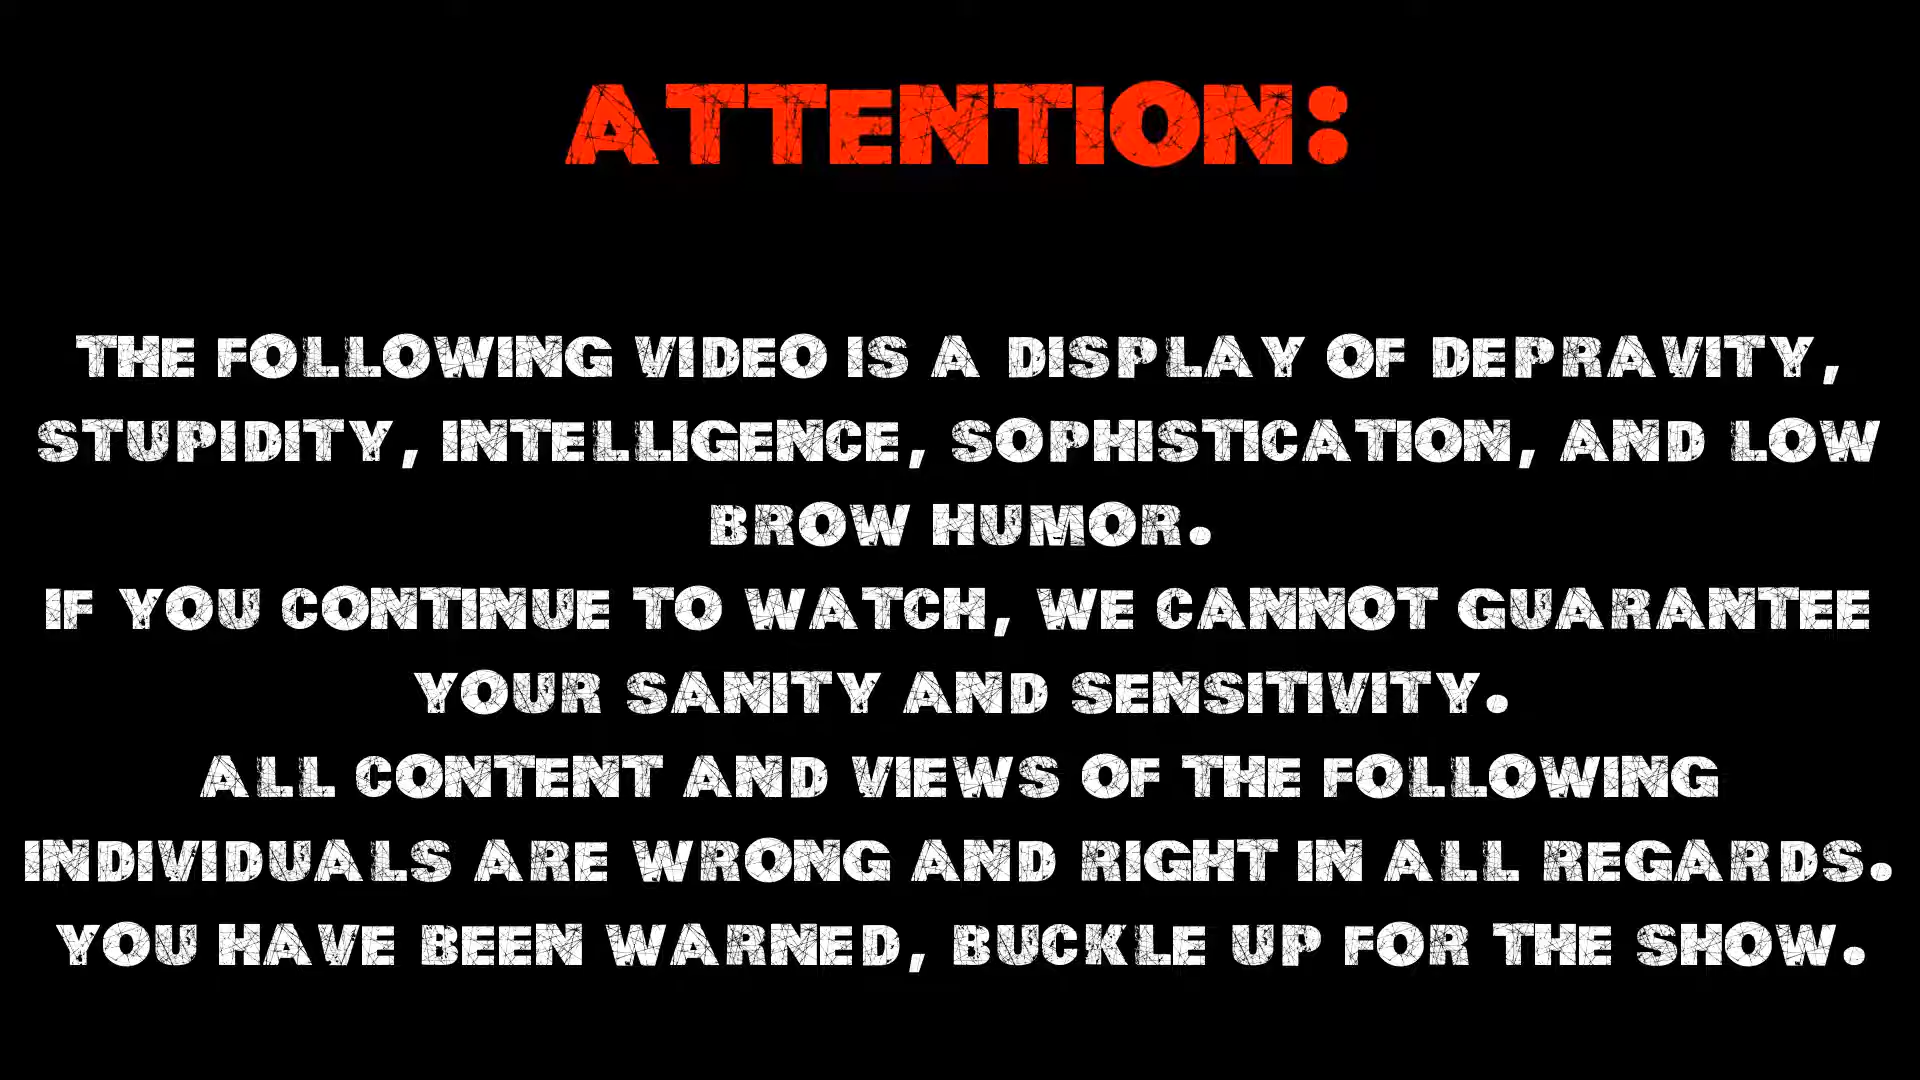 ATTENTION:
THE FOLLOWING VIDEO IS A DISPLAY OF DEPRAVITY,
STUPIDITY, INTELLIGENCE, SOPHISTICATION, AND LOW
BROW HUMOR.
IF YOU CONTINUE TO WATCH, WE CANNOT GUARANTEE
YOUR SANITY AND SENSITIVITY.
ALL CONTENT AND VIEWS OF THE FOLLOWING
INDIVIDUALS ARE WRONG AND RIGHT IN ALL REGARDS.
YOU HAVE BEEN WARNED, BUCKLE UP FOR THE SHOW.